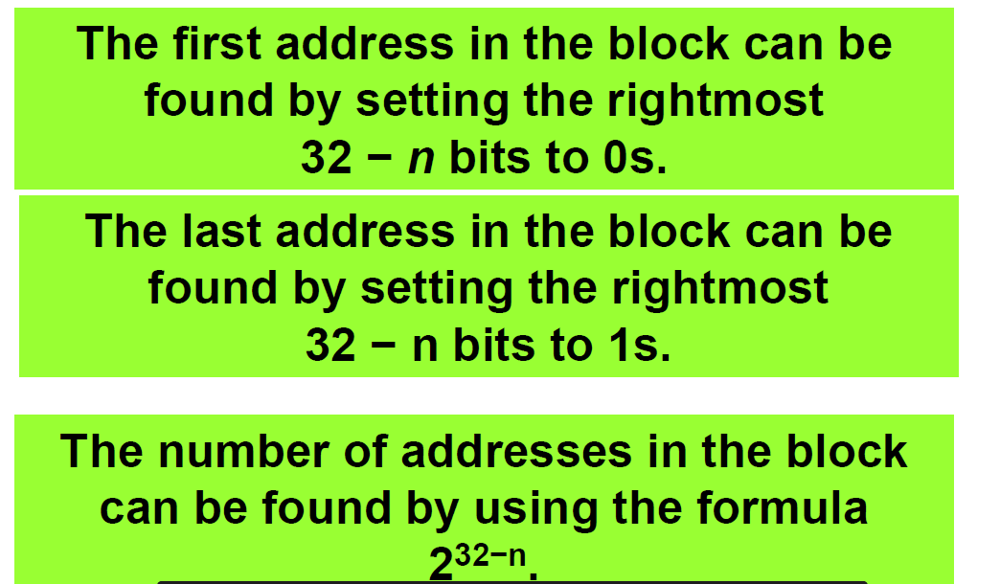 The first address in the block can be
found by setting the rightmost
32 − n bits to 0s.
The last address in the block can be
found by setting the rightmost
32 − n bits to 1s.
The number of addresses in the block
can be found by using the formula
2³²⁻ⁿ.